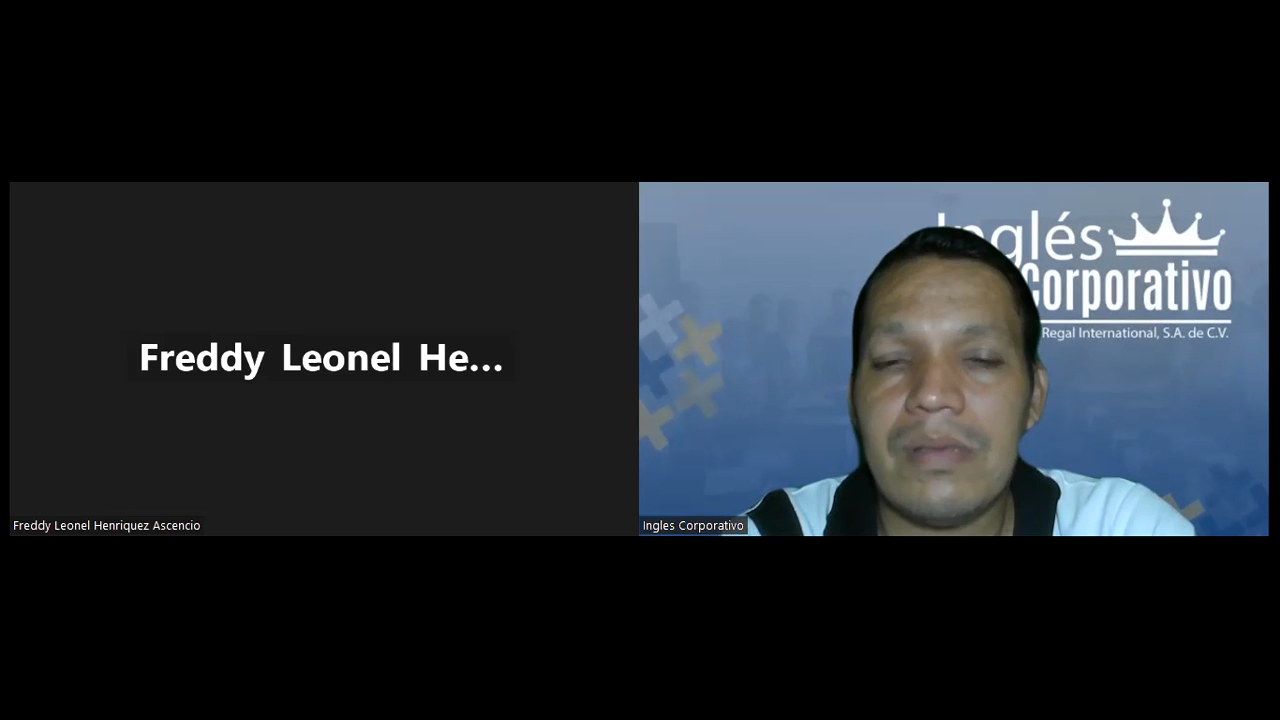 Freddy Leonel He...
Freddy Leonel Henriquez Ascencio
Inglés
Corporativo
Regal International, S.A. de C.V.
Ingles Corporativo